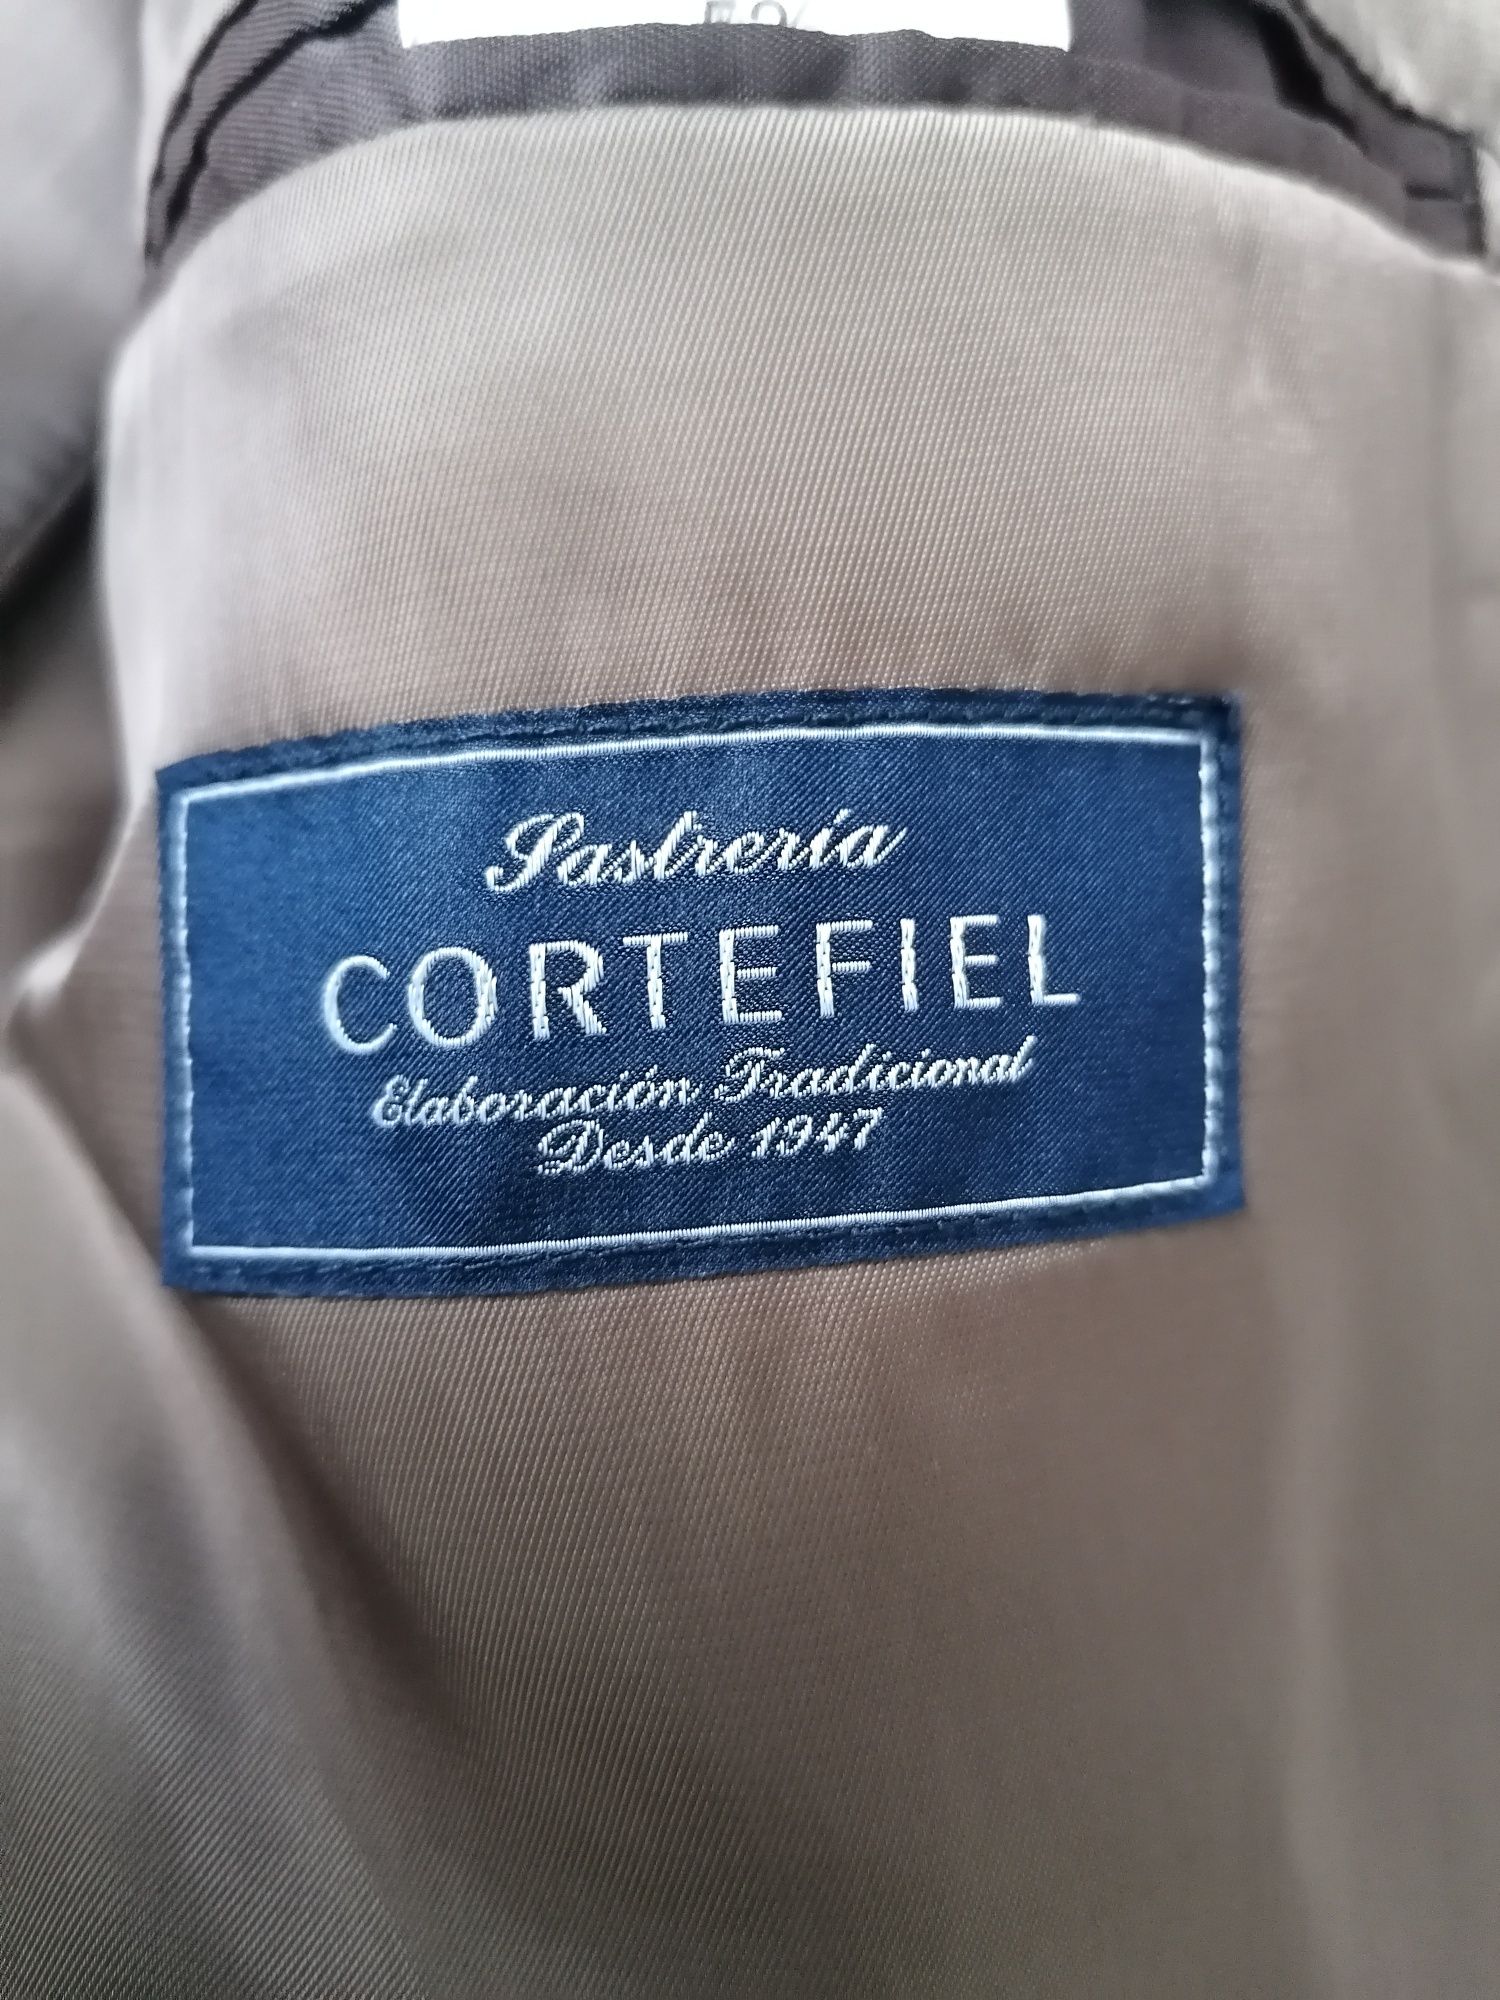 Sastrería
CORTEFIEL
Elaboración Tradicional
Desde 1947